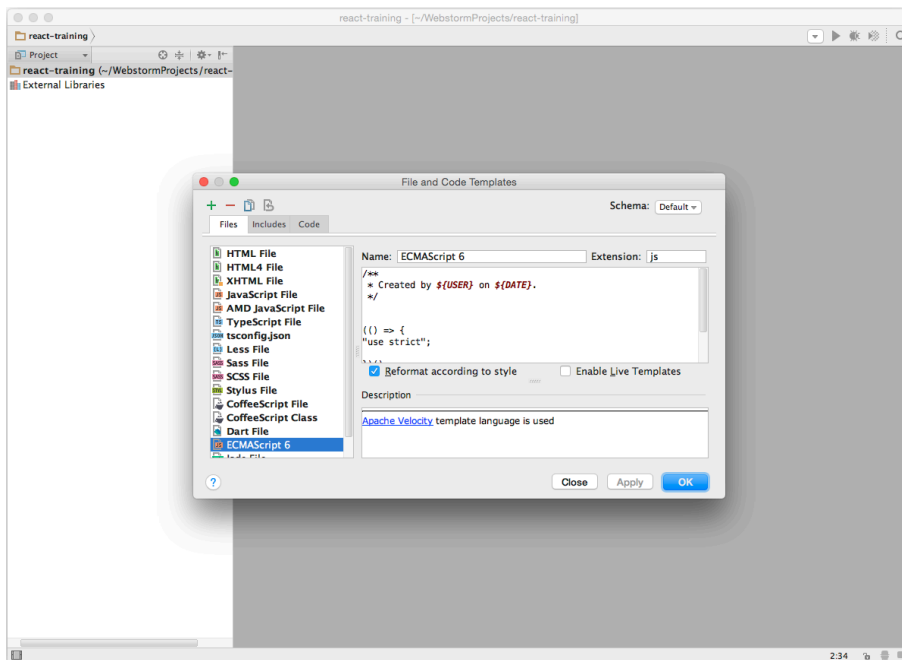 react-training - [~/WebstormProjects/react-training]
react-training
Project
react-training (~/WebstormProjects/react-
External Libraries
File and Code Templates
Schema: Default
Files Includes Code
HTML File
HTML4 File
XHTML File
JavaScript File
AMD JavaScript File
TypeScript File
tsconfig.json
Less File
Sass File
SCSS File
Stylus File
CoffeeScript File
CoffeeScript Class
Dart File
ECMAScript 6
Jade File
Name: ECMAScript 6 Extension: js
/**
* Created by ${USER} on ${DATE}.
*/
(() => {
"use strict";
})()
Reformat according to style Enable Live Templates
Description
Apache Velocity template language is used
? Close Apply OK
2:34